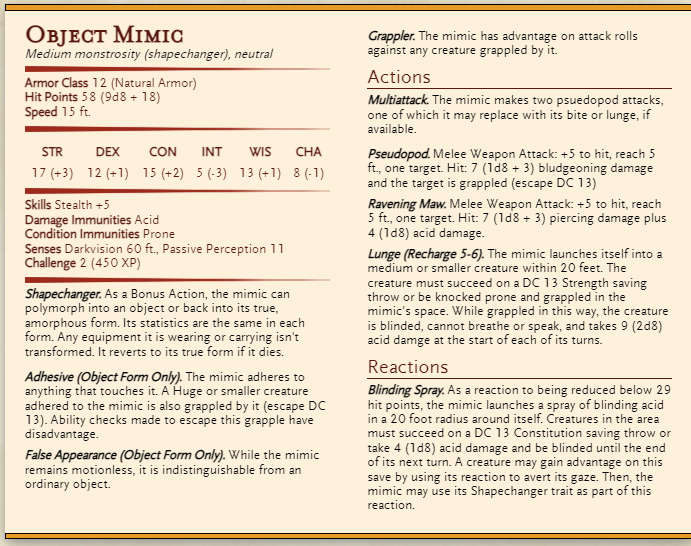 Object Mimic
Medium monstrosity (shapechanger), neutral
Armor Class 12 (Natural Armor)
Hit Points 58 (9d8 + 18)
Speed 15 ft.
STR DEX CON INT WIS CHA
17 (+3) 12 (+1) 15 (+2) 5 (-3) 13 (+1) 8 (-1)
Skills Stealth +5
Damage Immunities Acid
Condition Immunities Prone
Senses Darkvision 60 ft., Passive Perception 11
Challenge 2 (450 XP)
Shapechanger. As a Bonus Action, the mimic can
polymorph into an object or back into its true,
amorphous form. Its statistics are the same in each
form. Any equipment it is wearing or carrying isn't
transformed. It reverts to its true form if it dies.
Adhesive (Object Form Only). The mimic adheres to
anything that touches it. A Huge or smaller creature
adhered to the mimic is also grappled by it (escape DC
13). Ability checks made to escape this grapple have
disadvantage.
False Appearance (Object Form Only). While the mimic
remains motionless, it is indistinguishable from an
ordinary object.
Grappler. The mimic has advantage on attack rolls
against any creature grappled by it.
Actions
Multiattack. The mimic makes two psuedopod attacks,
one of which it may replace with its bite or lunge, if
available.
Pseudopod. Melee Weapon Attack: +5 to hit, reach 5
ft., one target. Hit: 7 (1d8 + 3) bludgeoning damage
and the target is grappled (escape DC 13)
Ravening Maw. Melee Weapon Attack: +5 to hit, reach
5 ft., one target. Hit: 7 (1d8 + 3) piercing damage plus
4 (1d8) acid damage.
Lunge (Recharge 5-6). The mimic launches itself into a
medium or smaller creature within 20 feet. The
creature must succeed on a DC 13 Strength saving
throw or be knocked prone and grappled in the
mimic's space. While grappled in this way, the creature
is blinded, cannot breathe or speak, and takes 9 (2d8)
acid damge at the start of each of its turns.
Reactions
Blinding Spray. As a reaction to being reduced below 29
hit points, the mimic launches a spray of blinding acid
in a 20 foot radius around itself. Creatures in the area
must succeed on a DC 13 Constitution saving throw or
take 4 (1d8) acid damage and be blinded until the end
of its next turn. A creature may gain advantage on this
save by using its reaction to avert its gaze. Then, the
mimic may use its Shapechanger trait as part of this
reaction.